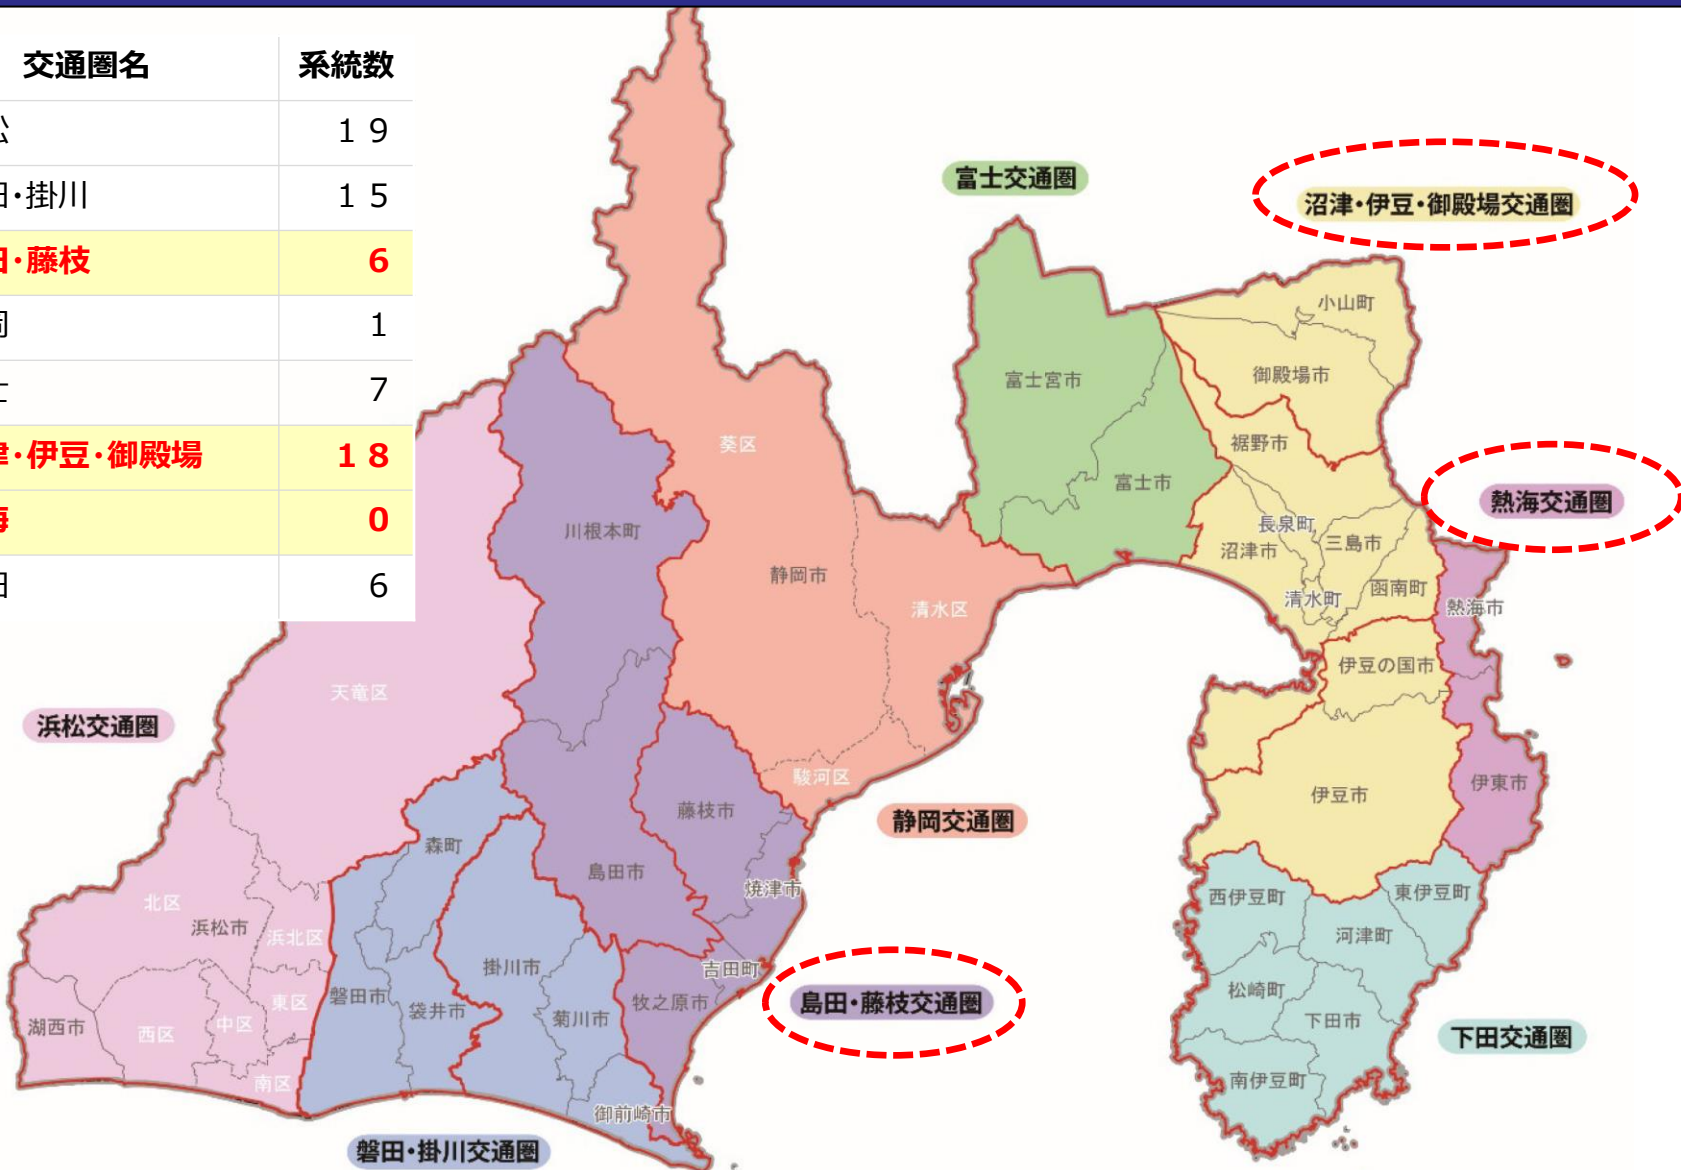 交通圏名 系統数
松 19
田・掛川 15
田・藤枝 6
岡 1
士 7
津・伊豆・御殿場 18
海 0
田 6
富士交通圏
沼津・伊豆・御殿場交通圏
小山町
富士宮市
御殿場市
葵区
裾野市
富士市
熱海交通圏
川根本町
長泉町
沼津市
三島市
静岡市
函南町
清水町
清水区
熱海市
伊豆の国市
天竜区
浜松交通圏
駿河区
伊東市
伊豆市
藤枝市
静岡交通圏
森町
島田市
焼津市
東伊豆町
西伊豆町
北区
浜松市
浜北区
河津町
掛川市
吉田町
松崎町
磐田市
東区
牧之原市
島田・藤枝交通圏
袋井市
菊川市
中区
湖西市
西区
下田市
下田交通圏
南区
南伊豆町
御前崎市
磐田・掛川交通圏